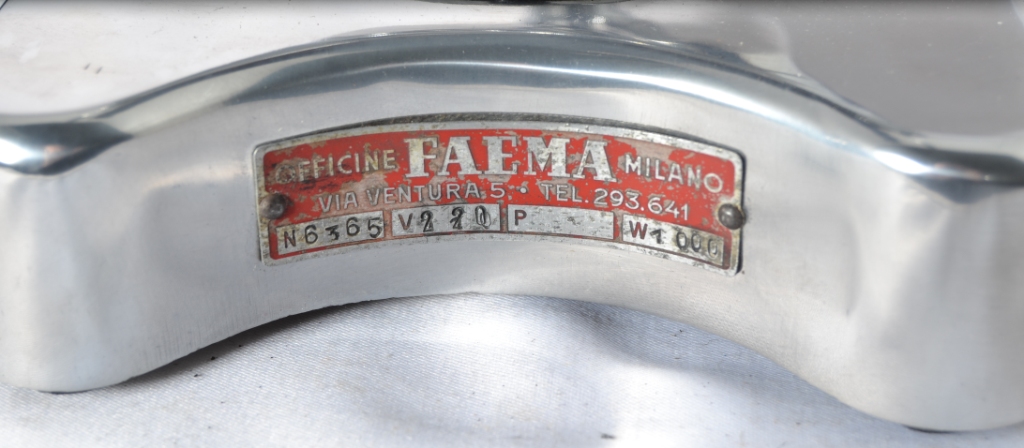 OFFICINE FAEMA MILANO
VIA VENTURA, 5 · TEL. 293.641
N 6365 V 220 P W 1000